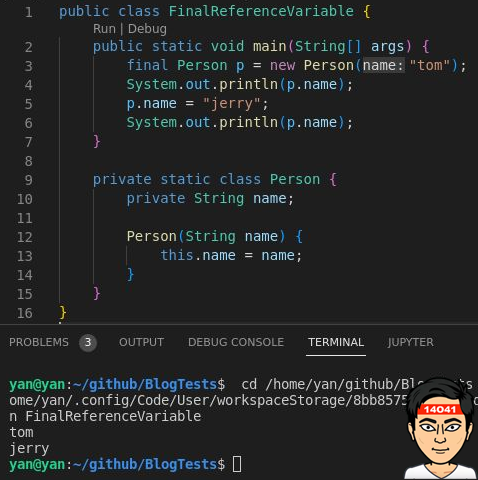 1 public class FinalReferenceVariable {
Run | Debug
2 public static void main(String[] args) {
3 final Person p = new Person(name:"tom");
4 System.out.println(p.name);
5 p.name = "jerry";
6 System.out.println(p.name);
7 }
8
9 private static class Person {
10 private String name;
11
12 Person(String name) {
13 this.name = name;
14 }
15 }
16 }
PROBLEMS 3 OUTPUT DEBUG CONSOLE TERMINAL JUPYTER
yan@yan:~/github/BlogTests$ cd /home/yan/github/Blog
ome/yan/.config/Code/User/workspaceStorage/8bb857
n FinalReferenceVariable
tom
jerry
yan@yan:~/github/BlogTests$
14041